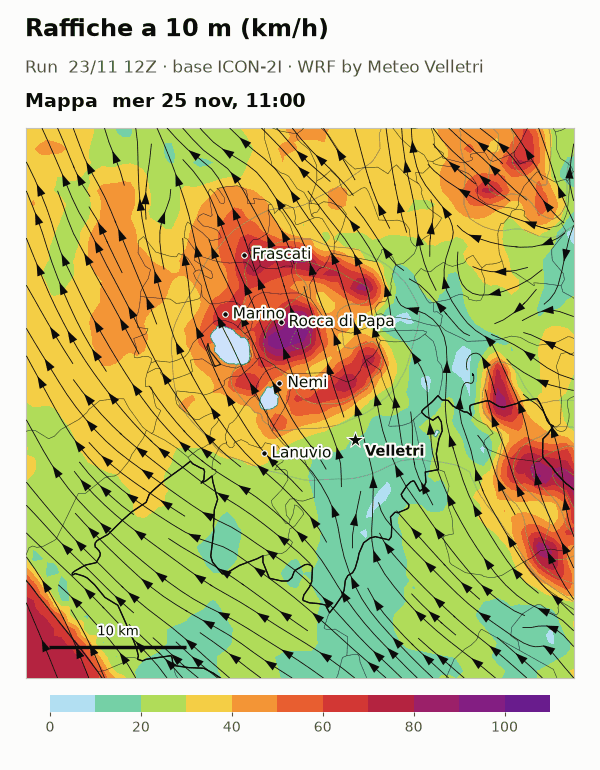 Raffiche a 10 m (km/h)
Run  23/11 12Z · base ICON-2I · WRF by Meteo Velletri
Mappa  mer 25 nov, 11:00
Frascati
Marino
Rocca di Papa
Nemi
Velletri
Lanuvio
10 km
0 20 40 60 80 100